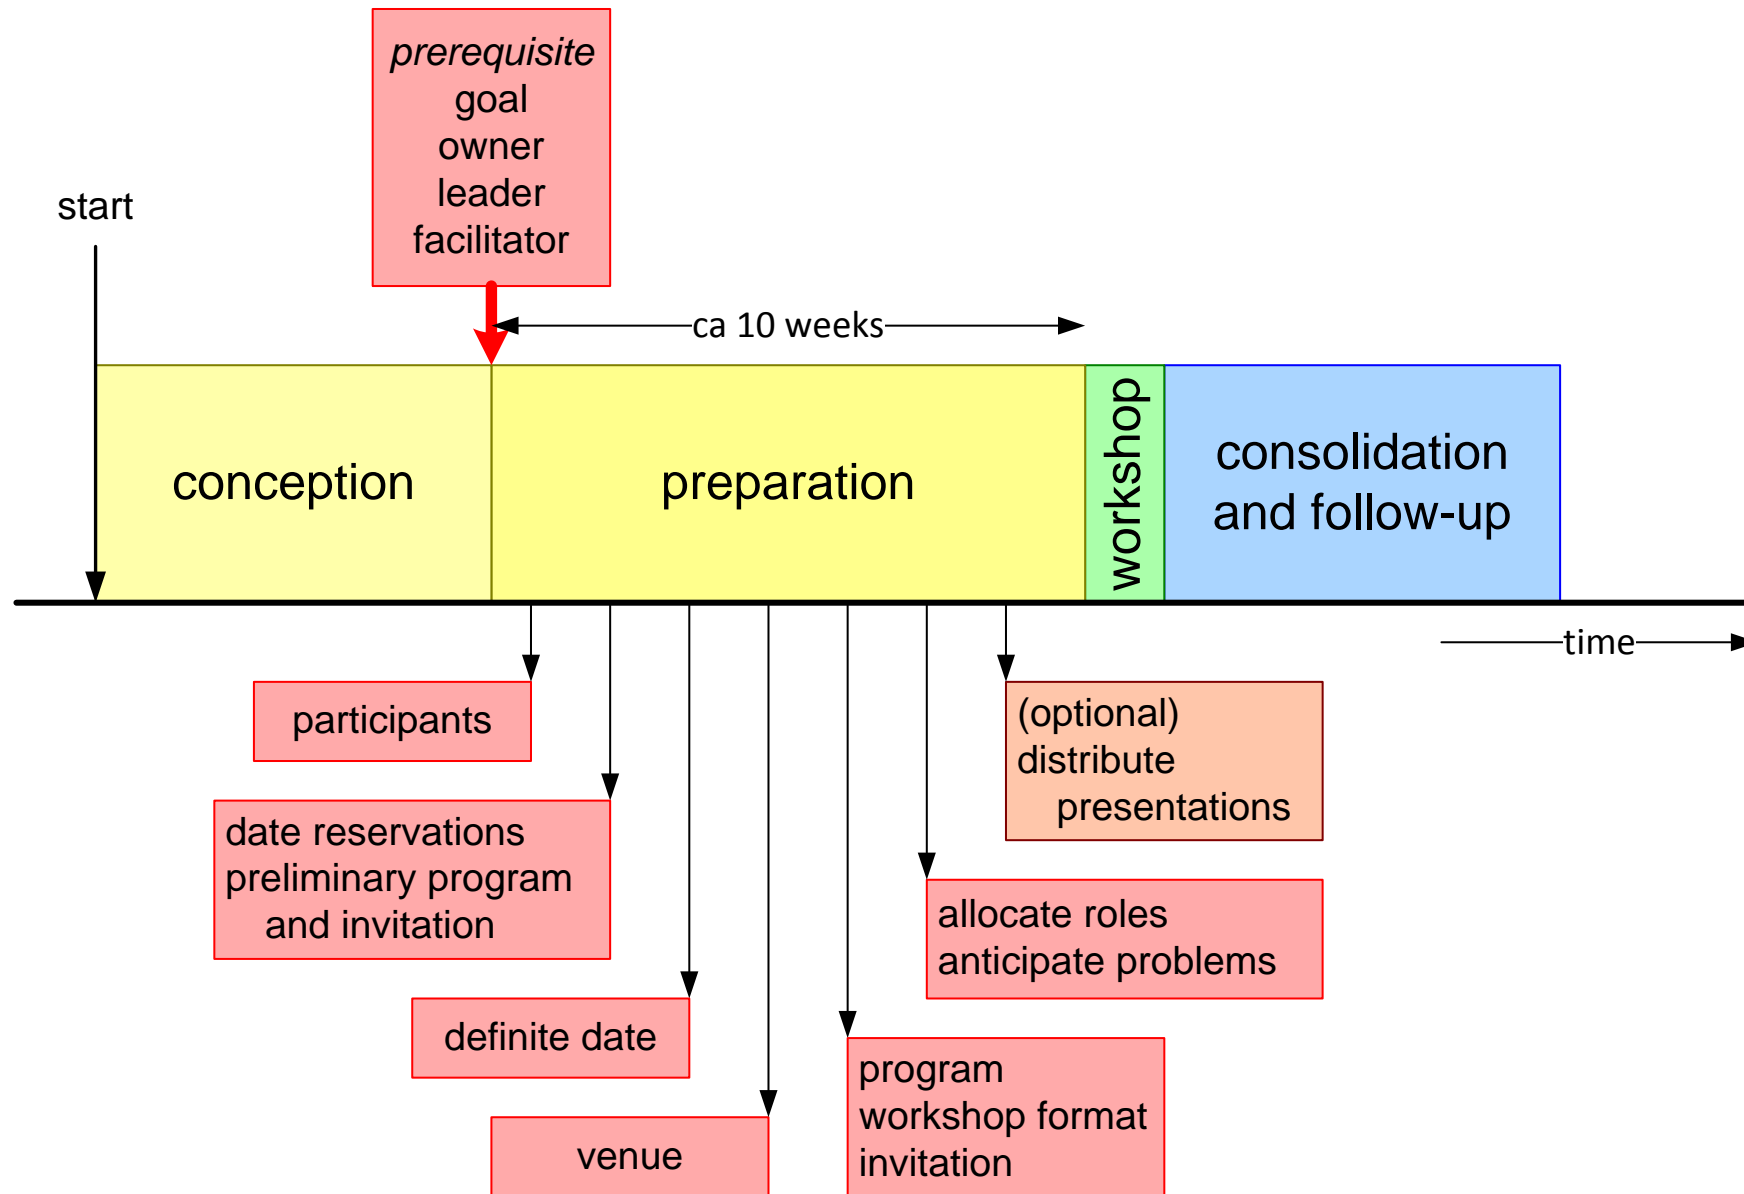 prerequisite
goal
owner
leader
facilitator
start
ca 10 weeks
conception
preparation
workshop
consolidation
and follow-up
time
participants
(optional)
distribute
presentations
date reservations
preliminary program
and invitation
allocate roles
anticipate problems
definite date
program
workshop format
invitation
venue